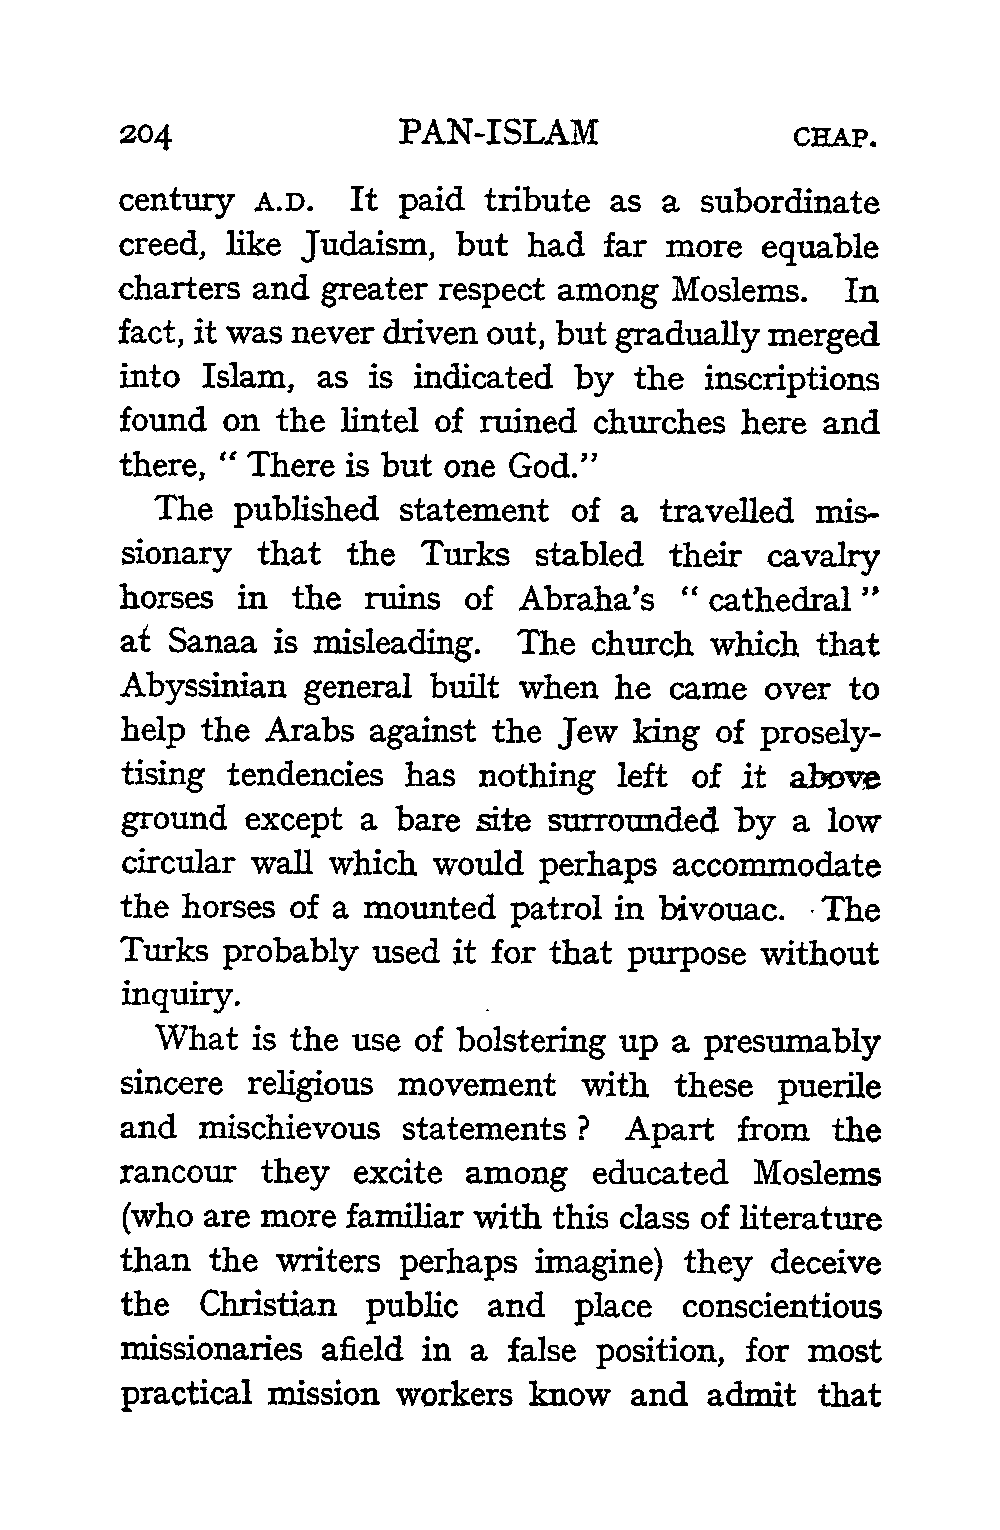 204 PAN-ISLAM CHAP.
century A.D. It paid tribute as a subordinate
creed, like Judaism, but had far more equable
charters and greater respect among Moslems. In
fact, it was never driven out, but gradually merged
into Islam, as is indicated by the inscriptions
found on the lintel of ruined churches here and
there, “ There is but one God.”
The published statement of a travelled mis-
sionary that the Turks stabled their cavalry
horses in the ruins of Abraha’s “ cathedral ”
at Sanaa is misleading. The church which that
Abyssinian general built when he came over to
help the Arabs against the Jew king of prosely-
tising tendencies has nothing left of it above
ground except a bare site surrounded by a low
circular wall which would perhaps accommodate
the horses of a mounted patrol in bivouac. The
Turks probably used it for that purpose without
inquiry.
What is the use of bolstering up a presumably
sincere religious movement with these puerile
and mischievous statements ? Apart from the
rancour they excite among educated Moslems
(who are more familiar with this class of literature
than the writers perhaps imagine) they deceive
the Christian public and place conscientious
missionaries afield in a false position, for most
practical mission workers know and admit that